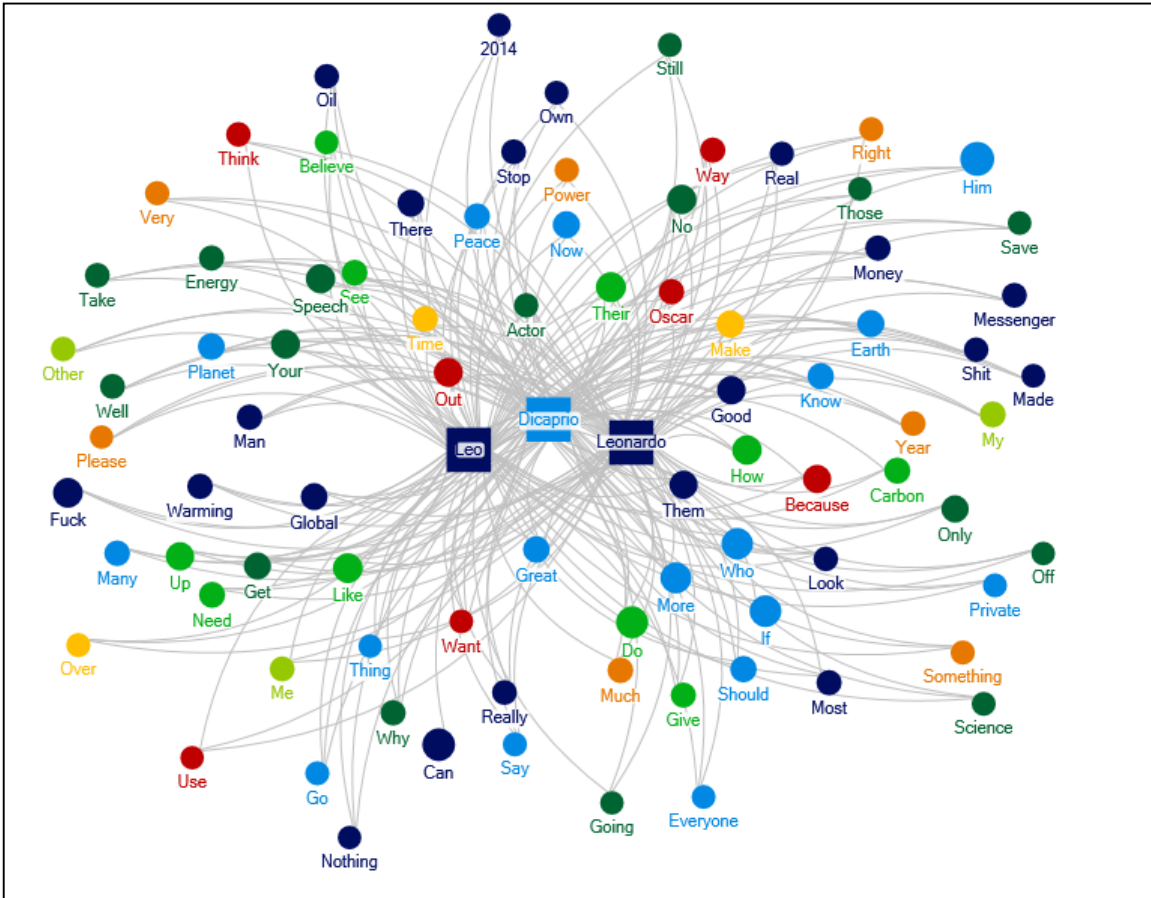 2014
Still
Oil
Own
Think
Believe
Stop
Way
Right
Real
Power
Him
Very
There
Peace
Now
No
Those
Save
Take
Energy
Speech
See
Actor
Their
Oscar
Money
Messenger
Other
Planet
Your
Time
Make
Earth
Shit
Made
Well
Man
Out
Dicaprio
Good
Know
My
Please
Leo
Leonardo
How
Year
Because
Carbon
Fuck
Warming
Global
Them
Only
Many
Up
Get
Like
Great
Who
Look
Off
Need
More
If
Private
Over
Me
Thing
Want
Do
Much
Should
Something
Use
Why
Really
Give
Most
Science
Go
Can
Say
Going
Everyone
Nothing